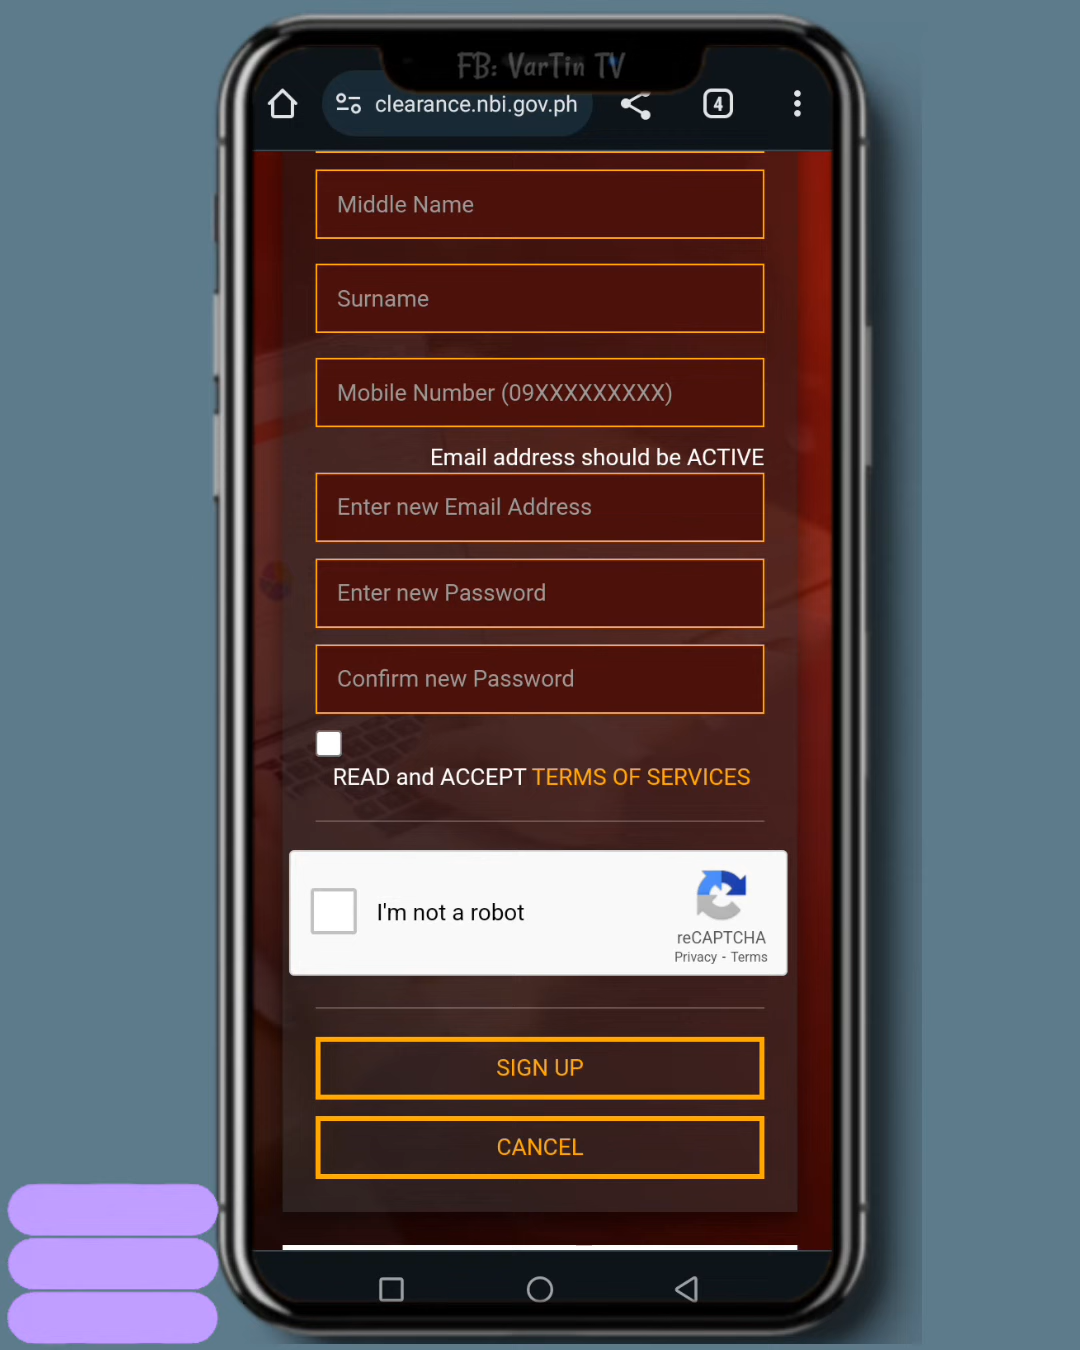 FB: VarTin TV
clearance.nbi.gov.ph
4
Middle Name
Surname
Mobile Number (09XXXXXXXXX)
Email address should be ACTIVE
Enter new Email Address
Enter new Password
Confirm new Password
READ and ACCEPT TERMS OF SERVICES
I'm not a robot
reCAPTCHA
Privacy - Terms
SIGN UP
CANCEL